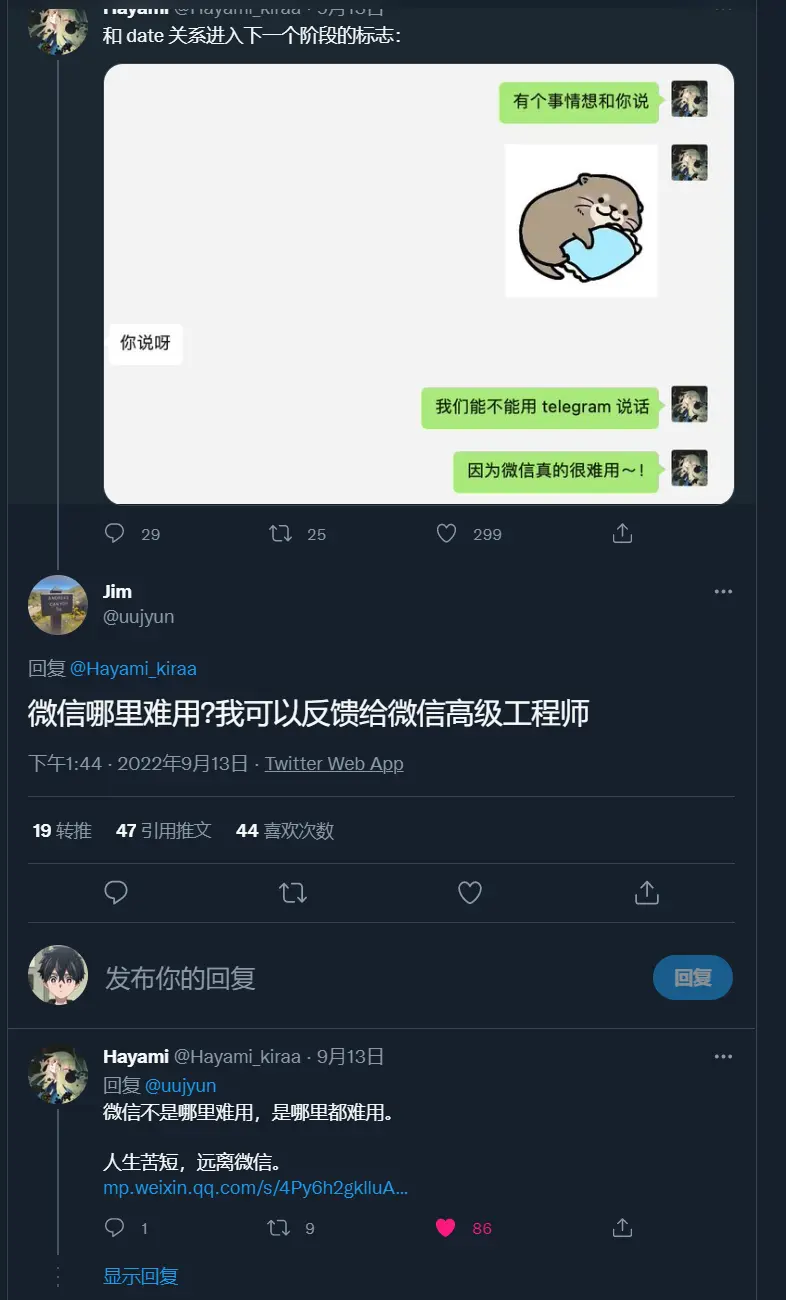 Hayami @Hayami_kiraa · 9月13日
和 date 关系进入下一个阶段的标志：
有个事情想和你说
你说呀
我们能不能用 telegram 说话
因为微信真的很难用～！
29 25 299
Jim
@uujyun
回复 @Hayami_kiraa
微信哪里难用?我可以反馈给微信高级工程师
下午1:44 · 2022年9月13日 · Twitter Web App
19 转推 47 引用推文 44 喜欢次数
发布你的回复
回复
Hayami @Hayami_kiraa · 9月13日
回复 @uujyun
微信不是哪里难用，是哪里都难用。
人生苦短，远离微信。
mp.weixin.qq.com/s/4Py6h2gklluA...
1 9 86
显示回复